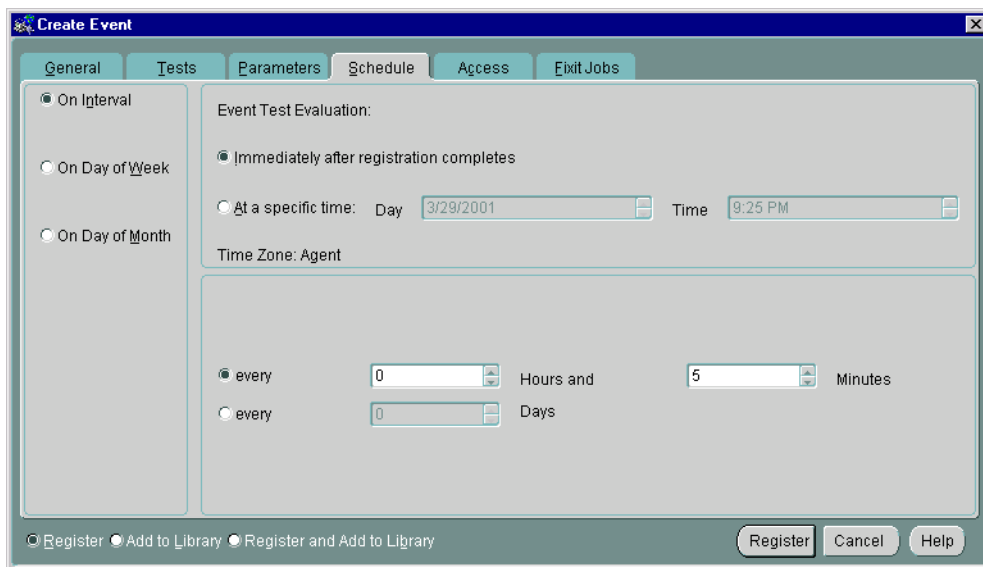 Create Event
General Tests Parameters Schedule Access Fixit Jobs
On Interval
On Day of Week
On Day of Month
Event Test Evaluation:
Immediately after registration completes
At a specific time: Day 3/29/2001 Time 9:25 PM
Time Zone: Agent
every 0 Hours and 5 Minutes
every 0 Days
Register Add to Library Register and Add to Library
Register Cancel Help